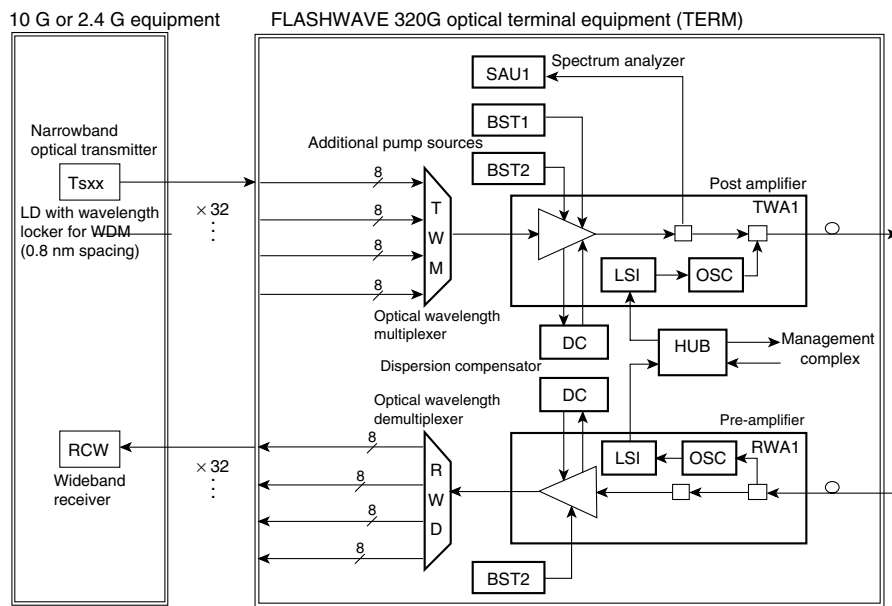 10 G or 2.4 G equipment
FLASHWAVE 320G optical terminal equipment (TERM)
SAU1
Spectrum analyzer
BST1
Narrowband
optical transmitter
Additional pump sources
BST2
Tsxx
8
Post amplifier
TWA1
LD with wavelength
locker for WDM
(0.8 nm spacing)
× 32
⋮
8
T
W
M
8
LSI
OSC
8
Optical wavelength
multiplexer
DC
HUB
Management
complex
Dispersion compensator
DC
Optical wavelength
demultiplexer
Pre-amplifier
RCW
8
RWA1
LSI
OSC
× 32
⋮
Wideband
receiver
8
R
W
D
8
8
BST2